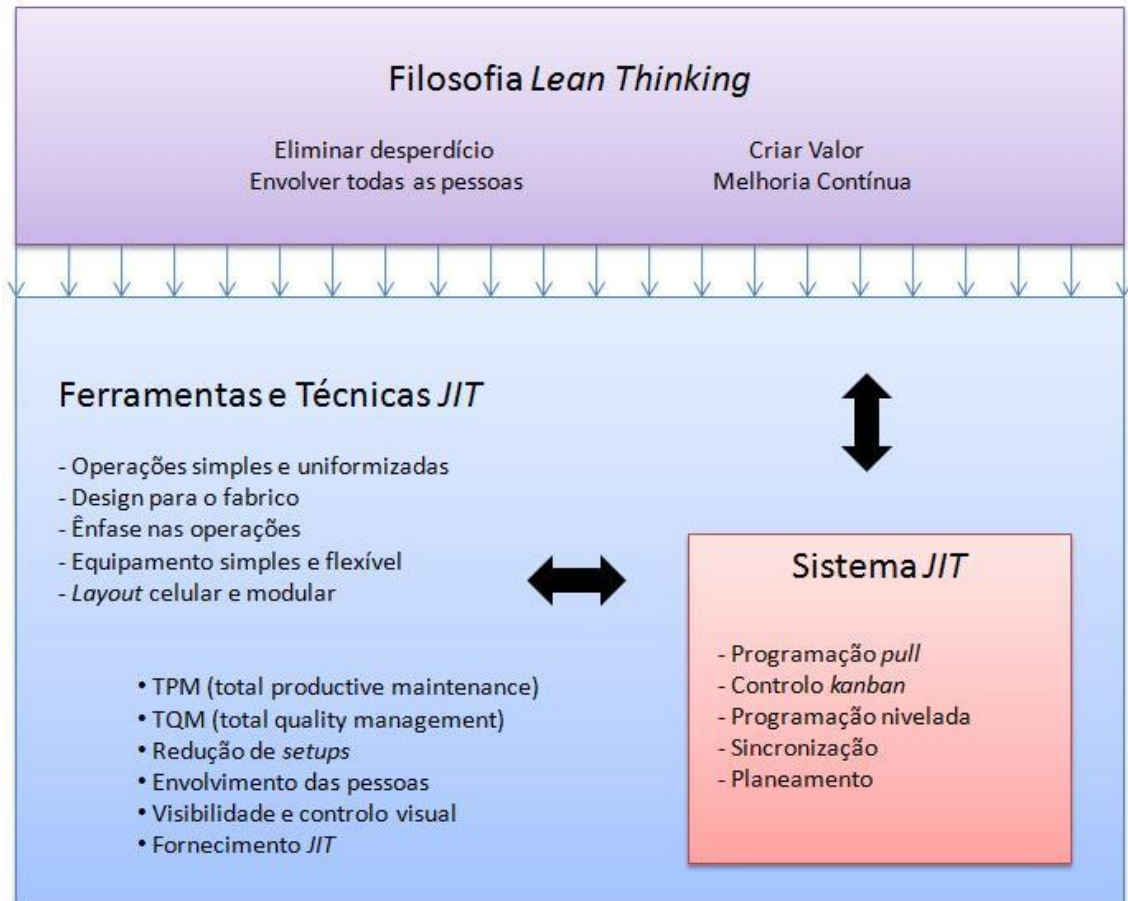 Filosofia Lean Thinking
Eliminar desperdício
Envolver todas as pessoas
Criar Valor
Melhoria Contínua
Ferramentas e Técnicas JIT
- Operações simples e uniformizadas
- Design para o fabrico
- Ênfase nas operações
- Equipamento simples e flexível
- Layout celular e modular
• TPM (total productive maintenance)
• TQM (total quality management)
• Redução de setups
• Envolvimento das pessoas
• Visibilidade e controlo visual
• Fornecimento JIT
Sistema JIT
- Programação pull
- Controlo kanban
- Programação nivelada
- Sincronização
- Planeamento